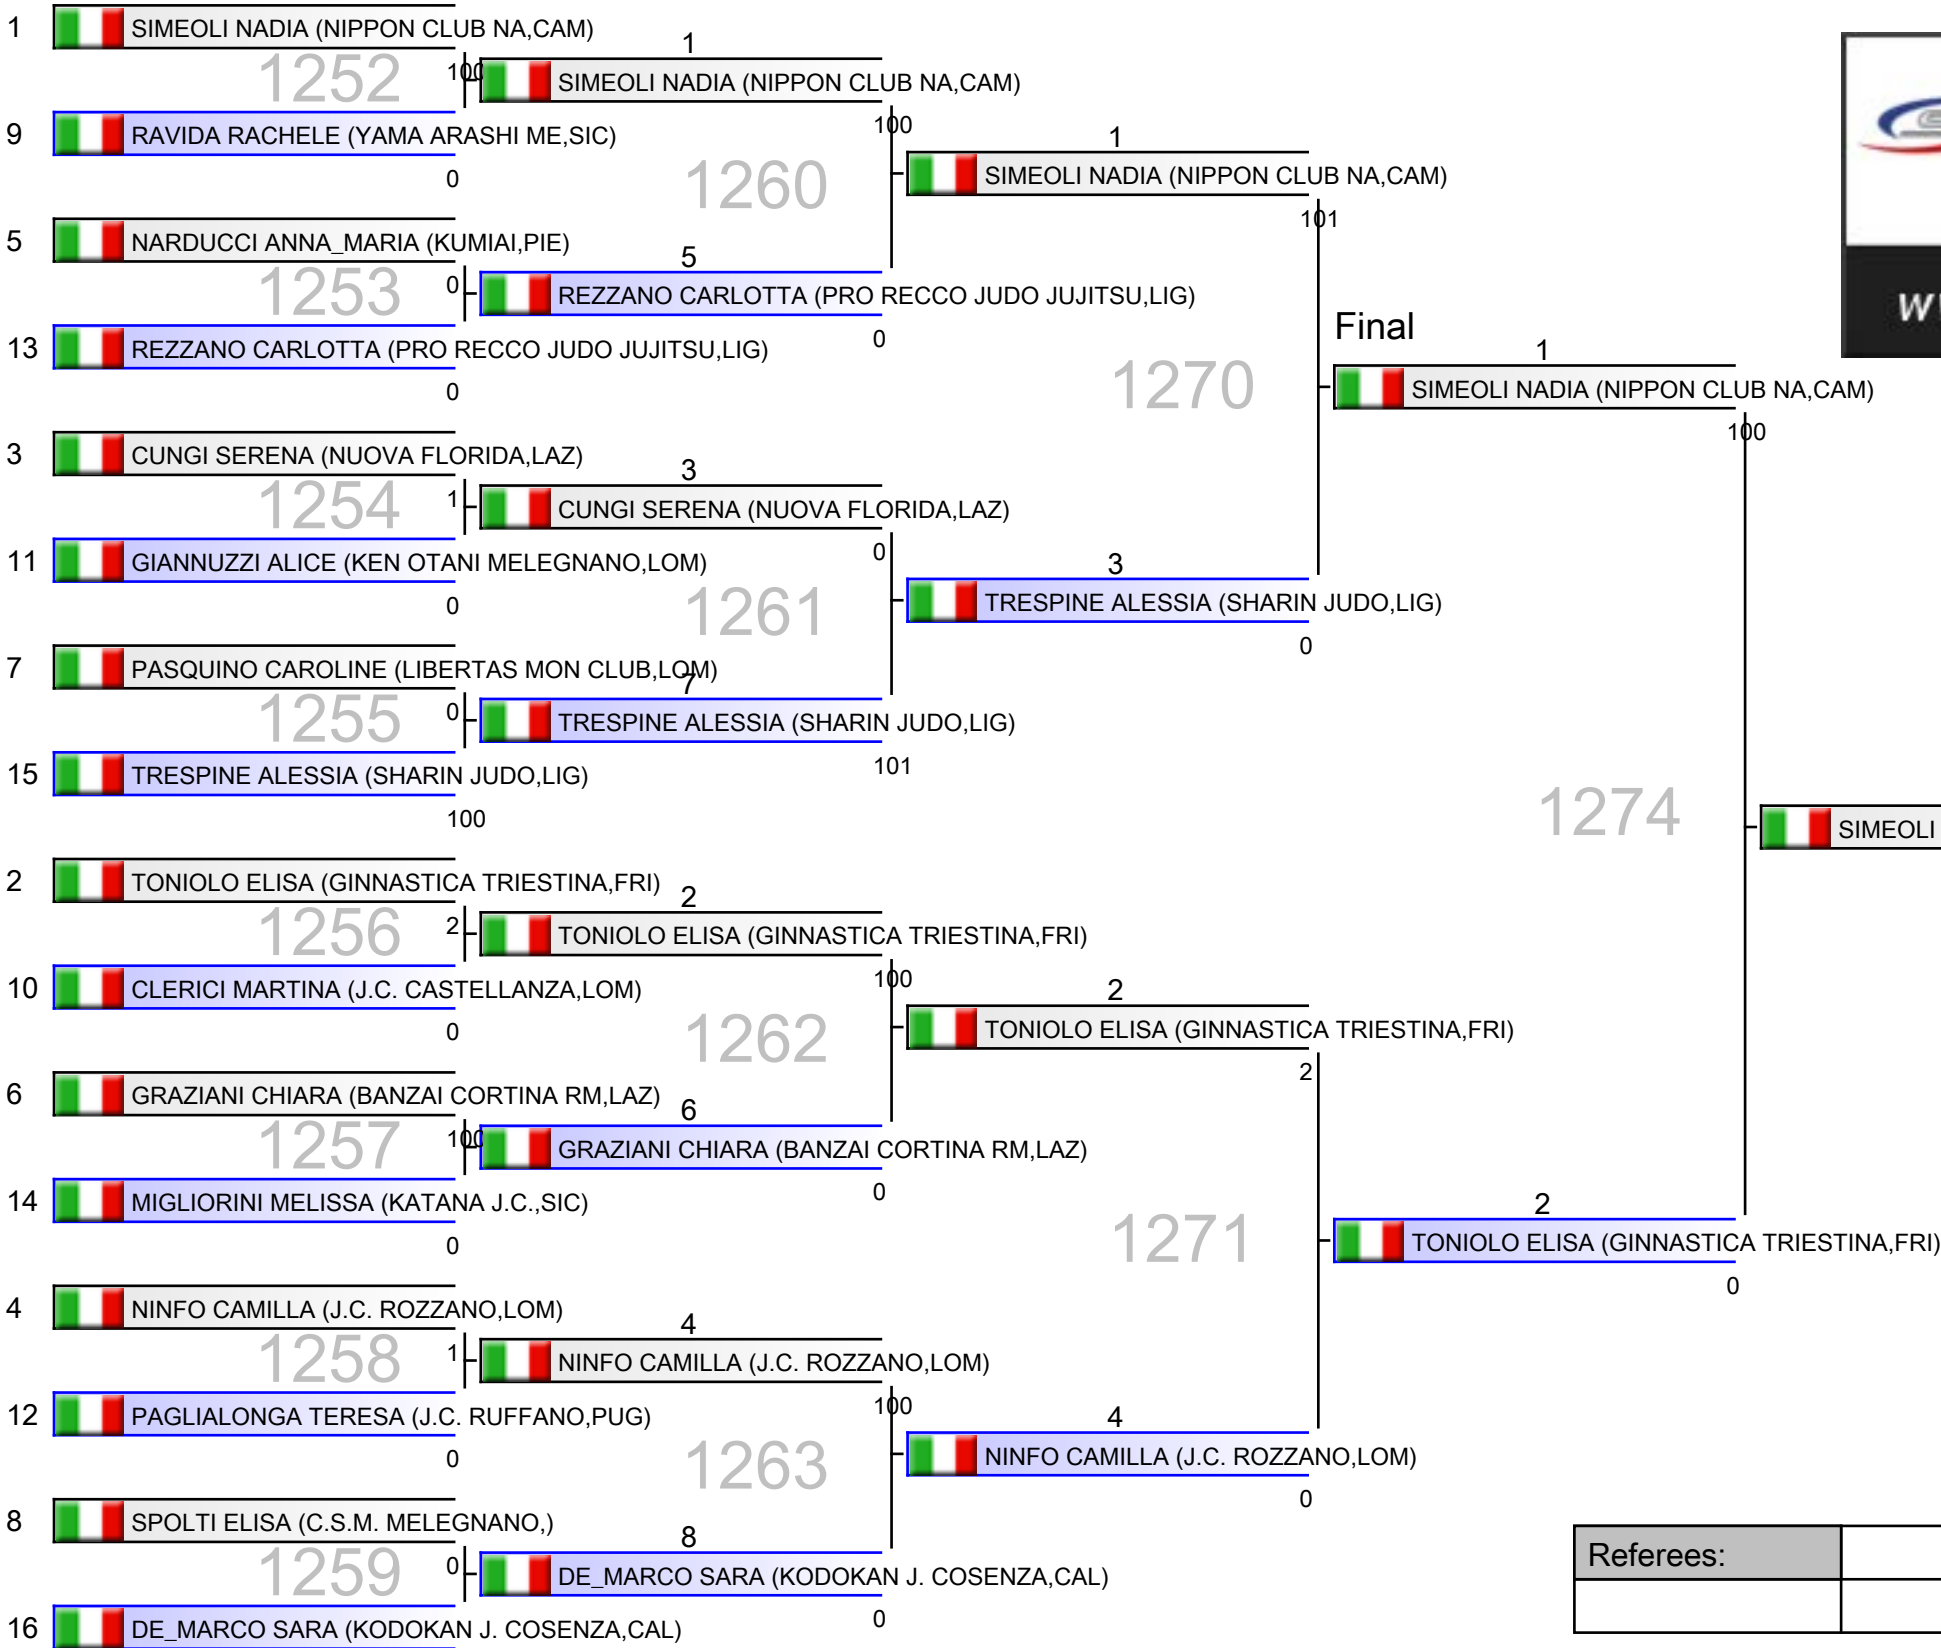 1 SIMEOLI NADIA (NIPPON CLUB NA,CAM)
1252 100
1
SIMEOLI NADIA (NIPPON CLUB NA,CAM)
9 RAVIDA RACHELE (YAMA ARASHI ME,SIC)
0
100
1260
1
SIMEOLI NADIA (NIPPON CLUB NA,CAM)
101
5 NARDUCCI ANNA_MARIA (KUMIAI,PIE)
1253 0
5
REZZANO CARLOTTA (PRO RECCO JUDO JUJITSU,LIG)
0
13 REZZANO CARLOTTA (PRO RECCO JUDO JUJITSU,LIG)
0
1270
Final
1
SIMEOLI NADIA (NIPPON CLUB NA,CAM)
100
3 CUNGI SERENA (NUOVA FLORIDA,LAZ)
1254 1
3
CUNGI SERENA (NUOVA FLORIDA,LAZ)
0
11 GIANNUZZI ALICE (KEN OTANI MELEGNANO,LOM)
0
1261
3
TRESPINE ALESSIA (SHARIN JUDO,LIG)
0
7 PASQUINO CAROLINE (LIBERTAS MON CLUB,LOM)
1255 0
7
TRESPINE ALESSIA (SHARIN JUDO,LIG)
101
15 TRESPINE ALESSIA (SHARIN JUDO,LIG)
100
1274
SIMEOLI
2 TONIOLO ELISA (GINNASTICA TRIESTINA,FRI)
1256 2
2
TONIOLO ELISA (GINNASTICA TRIESTINA,FRI)
100
10 CLERICI MARTINA (J.C. CASTELLANZA,LOM)
0
1262
2
TONIOLO ELISA (GINNASTICA TRIESTINA,FRI)
2
6 GRAZIANI CHIARA (BANZAI CORTINA RM,LAZ)
1257 100
6
GRAZIANI CHIARA (BANZAI CORTINA RM,LAZ)
0
14 MIGLIORINI MELISSA (KATANA J.C.,SIC)
0
1271
2
TONIOLO ELISA (GINNASTICA TRIESTINA,FRI)
0
4 NINFO CAMILLA (J.C. ROZZANO,LOM)
1258 1
4
NINFO CAMILLA (J.C. ROZZANO,LOM)
100
12 PAGLIALONGA TERESA (J.C. RUFFANO,PUG)
0
1263
4
NINFO CAMILLA (J.C. ROZZANO,LOM)
0
8 SPOLTI ELISA (C.S.M. MELEGNANO,)
1259 0
8
DE_MARCO SARA (KODOKAN J. COSENZA,CAL)
0
16 DE_MARCO SARA (KODOKAN J. COSENZA,CAL)
Referees: